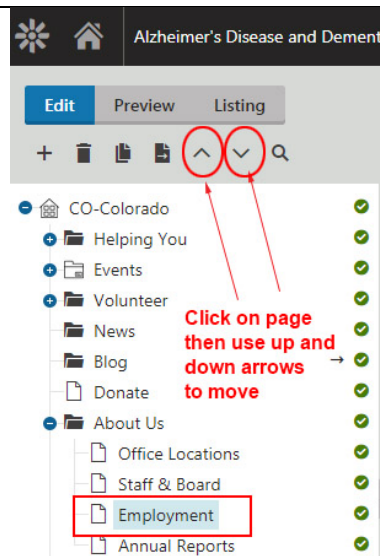 Alzheimer's Disease and Dement
Edit Preview Listing
CO-Colorado
Helping You
Events
Volunteer
News
Blog
Donate
About Us
Office Locations
Staff & Board
Employment
Annual Reports
Click on page
then use up and
down arrows
to move